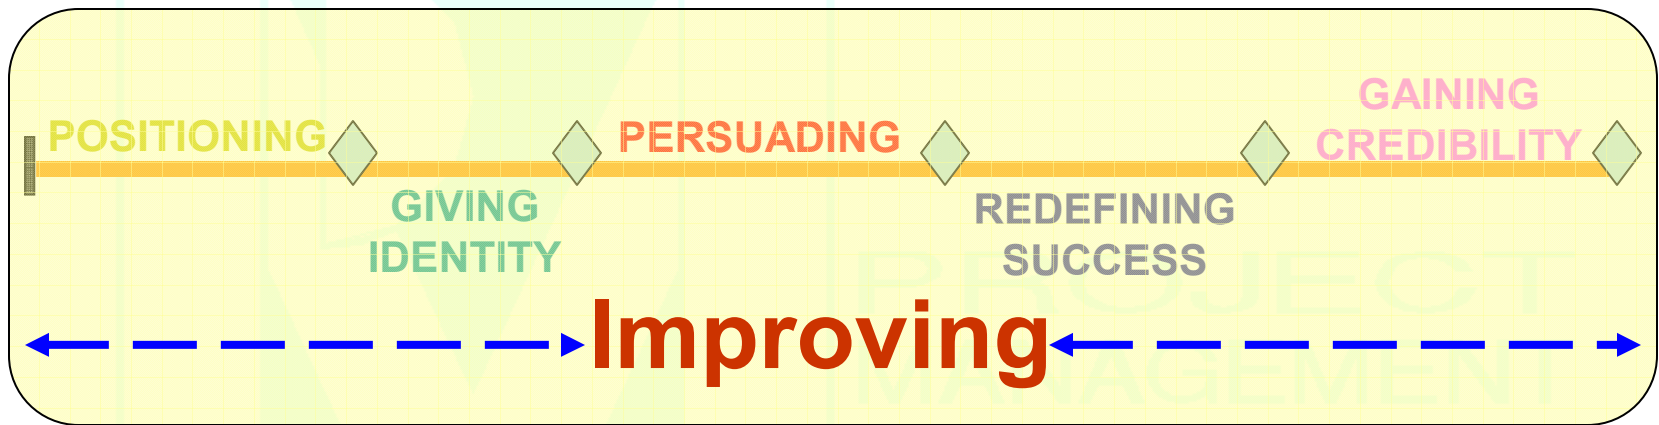 POSITIONING
GIVING
IDENTITY
PERSUADING
REDEFINING
SUCCESS
GAINING
CREDIBILITY
Improving
PROJECT
MANAGEMENT